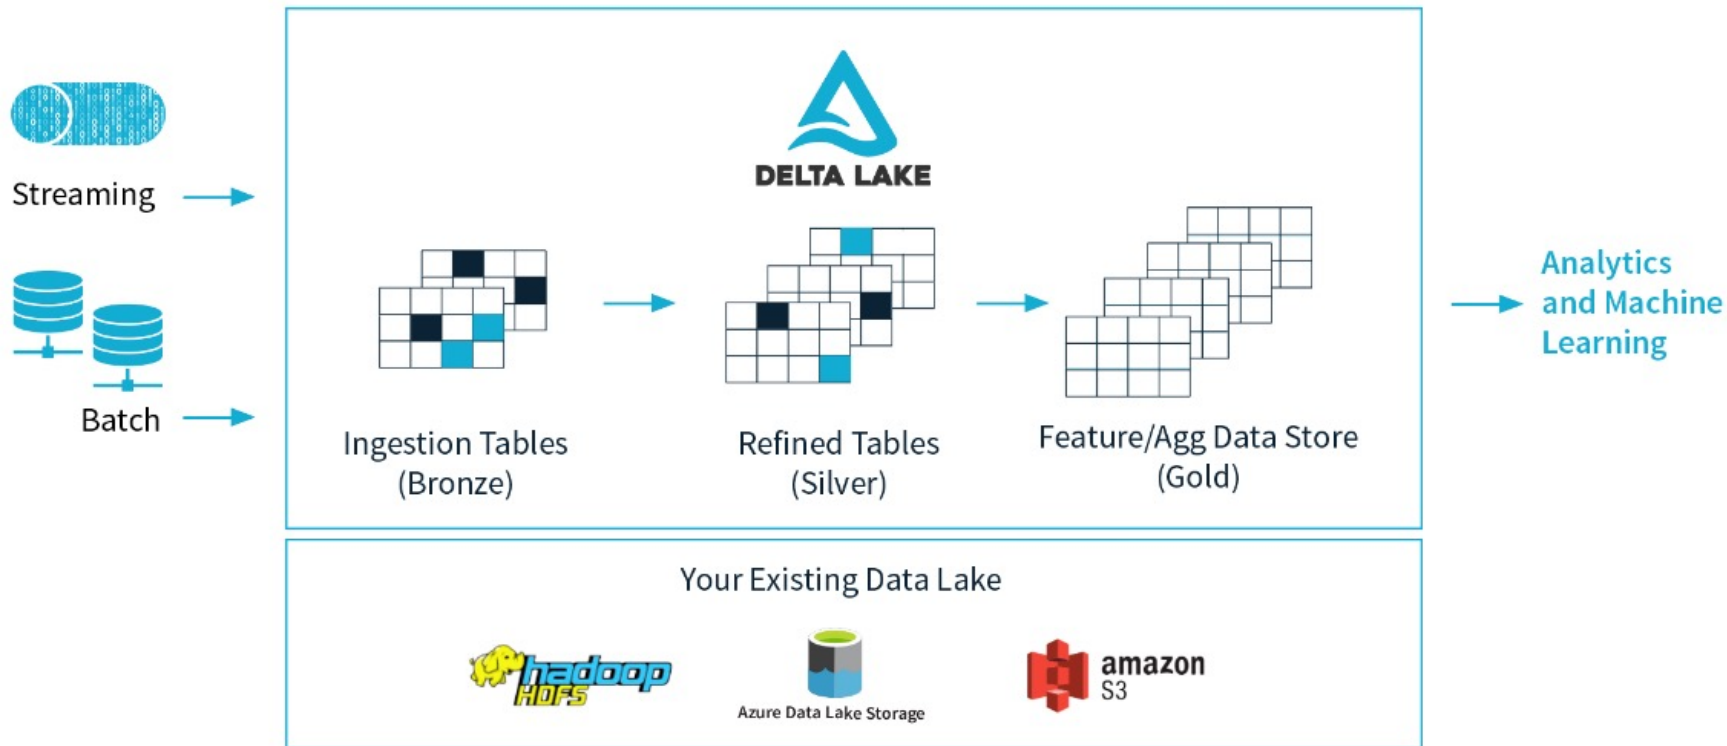 DELTA LAKE
Streaming
Batch
Ingestion Tables
(Bronze)
Refined Tables
(Silver)
Feature/Agg Data Store
(Gold)
Analytics
and Machine
Learning
Your Existing Data Lake
hadoop
HDFS
Azure Data Lake Storage
amazon
S3